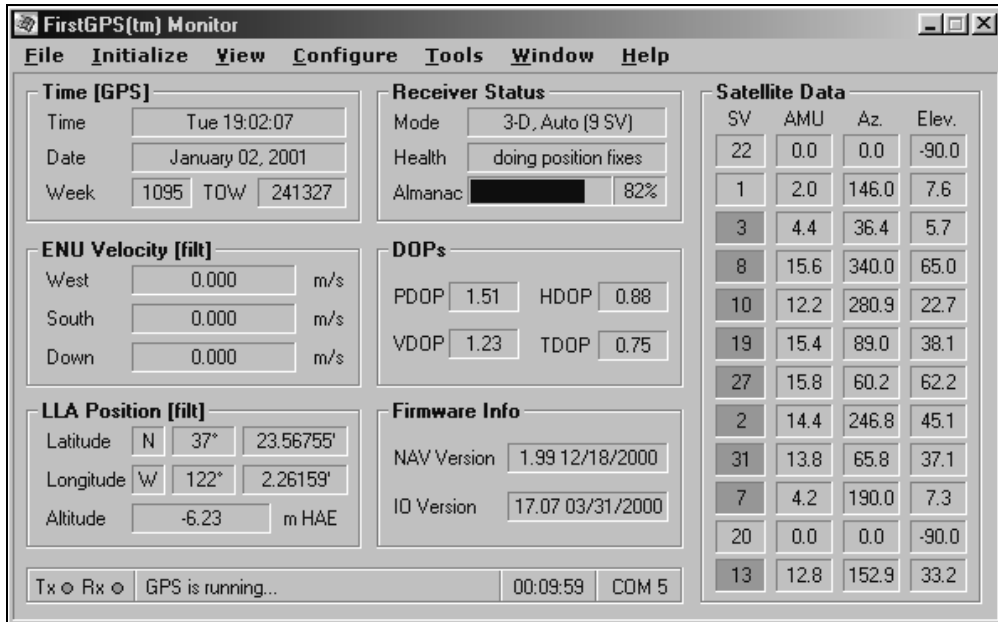 FirstGPS(tm) Monitor
File Initialize View Configure Tools Window Help
Time [GPS]
Time Tue 19:02:07
Date January 02, 2001
Week 1095 TOW 241327
Receiver Status
Mode 3-D, Auto (9 SV)
Health doing position fixes
Almanac 82%
ENU Velocity [filt]
West 0.000 m/s
South 0.000 m/s
Down 0.000 m/s
DOPs
PDOP 1.51 HDOP 0.88
VDOP 1.23 TDOP 0.75
LLA Position [filt]
Latitude N 37° 23.56755'
Longitude W 122° 2.26159'
Altitude -6.23 m HAE
Firmware Info
NAV Version 1.99 12/18/2000
IO Version 17.07 03/31/2000
Satellite Data
SV AMU Az. Elev.
22 0.0 0.0 -90.0
1 2.0 146.0 7.6
3 4.4 36.4 5.7
8 15.6 340.0 65.0
10 12.2 280.9 22.7
19 15.4 89.0 38.1
27 15.8 60.2 62.2
2 14.4 246.8 45.1
31 13.8 65.8 37.1
7 4.2 190.0 7.3
20 0.0 0.0 -90.0
13 12.8 152.9 33.2
Tx Rx GPS is running... 00:09:59 COM 5